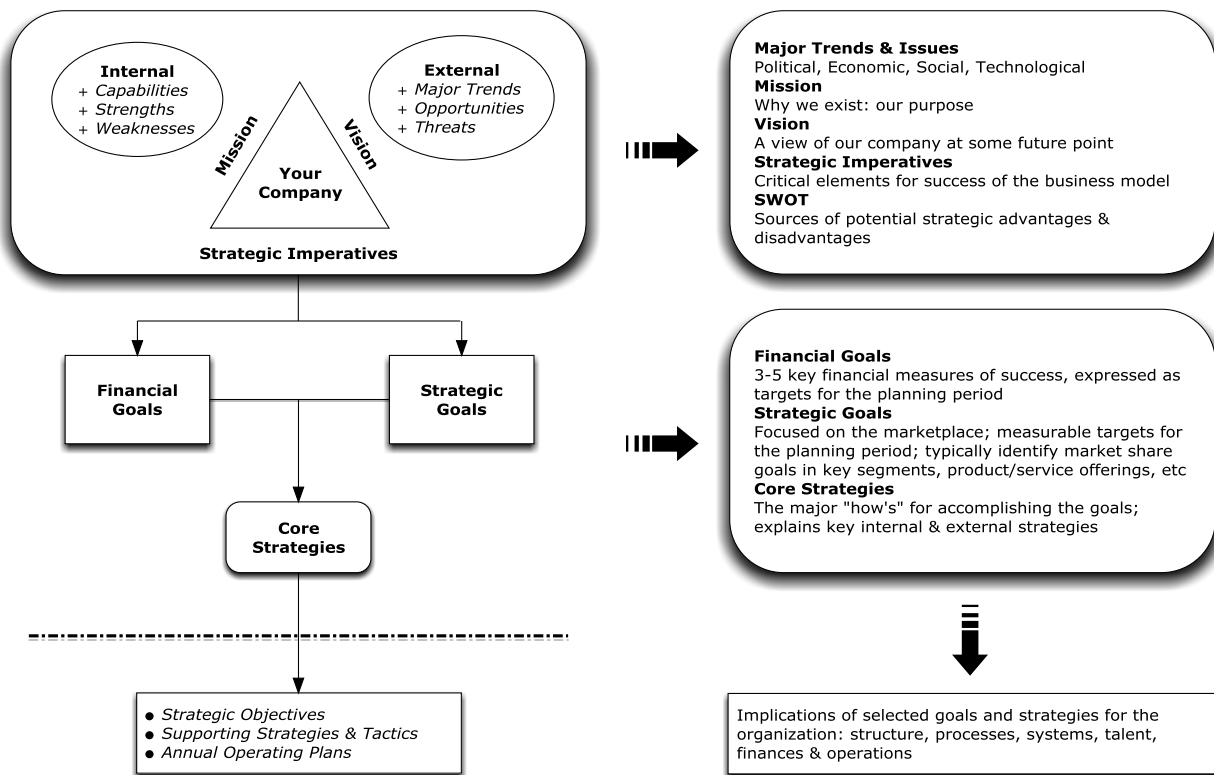 Internal
+ Capabilities
+ Strengths
+ Weaknesses
External
+ Major Trends
+ Opportunities
+ Threats
Mission
Vision
Your
Company
Strategic Imperatives
Major Trends & Issues
Political, Economic, Social, Technological
Mission
Why we exist: our purpose
Vision
A view of our company at some future point
Strategic Imperatives
Critical elements for success of the business model
SWOT
Sources of potential strategic advantages &
disadvantages
Financial
Goals
Strategic
Goals
Core
Strategies
Financial Goals
3-5 key financial measures of success, expressed as
targets for the planning period
Strategic Goals
Focused on the marketplace; measurable targets for
the planning period; typically identify market share
goals in key segments, product/service offerings, etc
Core Strategies
The major "how's" for accomplishing the goals;
explains key internal & external strategies
● Strategic Objectives
● Supporting Strategies & Tactics
● Annual Operating Plans
Implications of selected goals and strategies for the
organization: structure, processes, systems, talent,
finances & operations